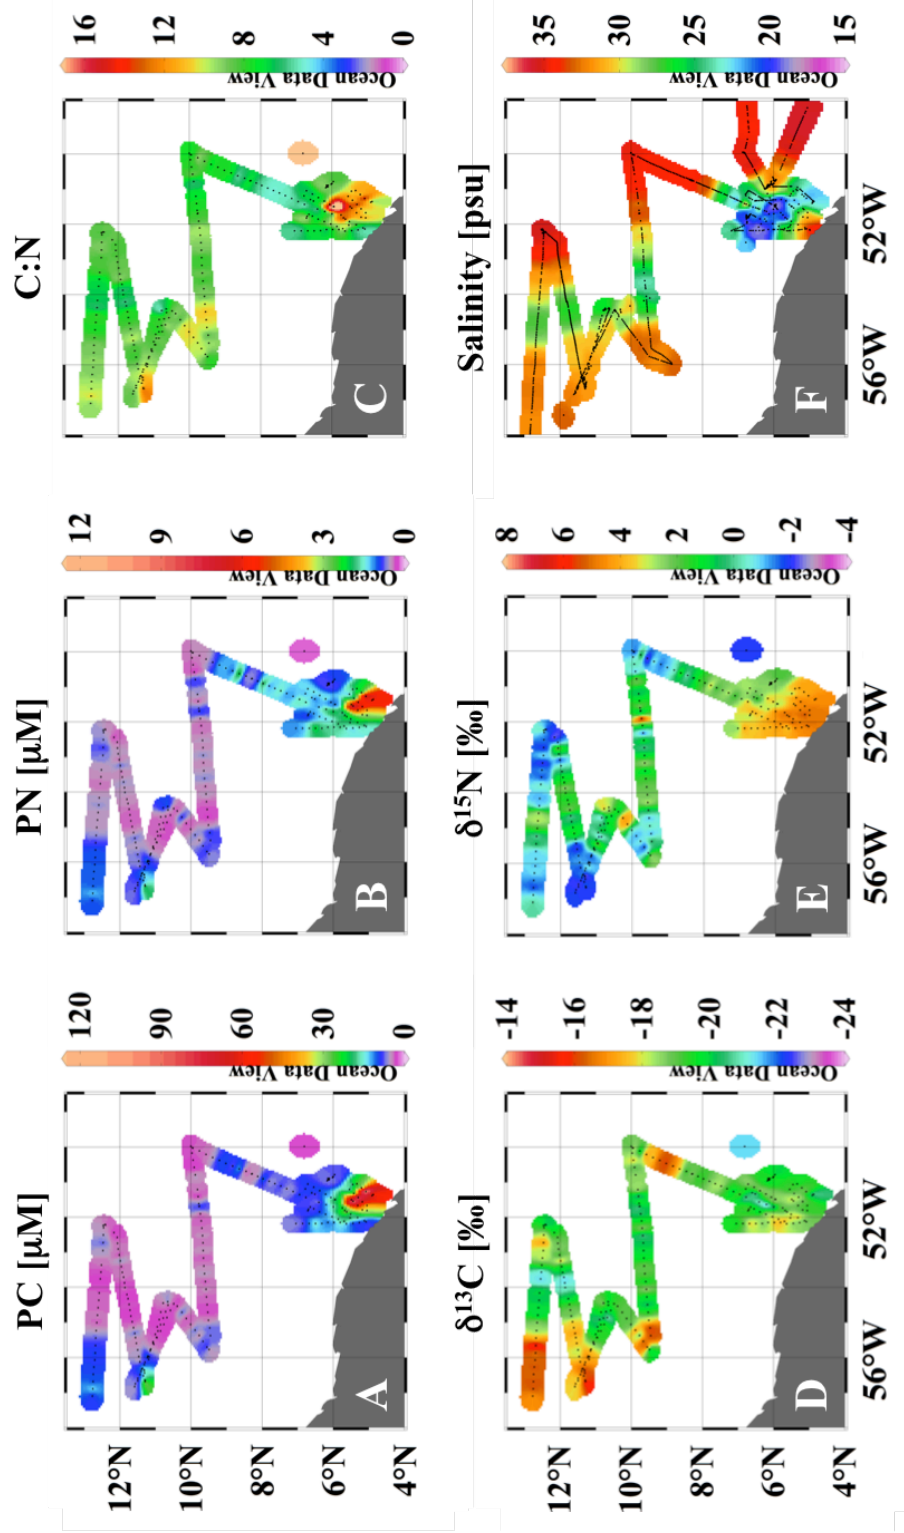 PC [µM]
120
90
60
30
0
Ocean Data View
12°N
10°N
8°N
6°N
4°N
A
PN [µM]
12
9
6
3
0
Ocean Data View
B
C:N
16
12
8
4
0
Ocean Data View
C
δ¹³C [‰]
-14
-16
-18
-20
-22
-24
Ocean Data View
12°N
10°N
8°N
6°N
4°N
56°W
52°W
D
δ¹⁵N [‰]
8
6
4
2
0
-2
-4
Ocean Data View
56°W
52°W
E
Salinity [psu]
35
30
25
20
15
Ocean Data View
56°W
52°W
F